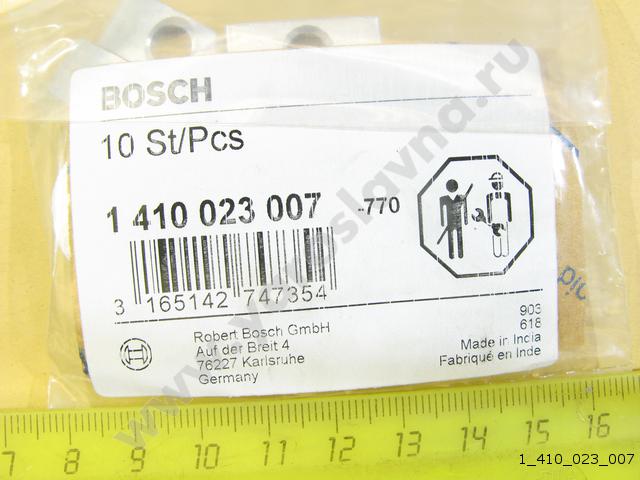 BOSCH
10 St/Pcs
1 410 023 007 -770
3 165142 747354
Robert Bosch GmbH
Auf der Breit 4
76227 Karlsruhe
Germany
903
618
Made in India
Fabriqué en Inde
7 8 9 10 11 12 13 14 15 16
1_410_023_007